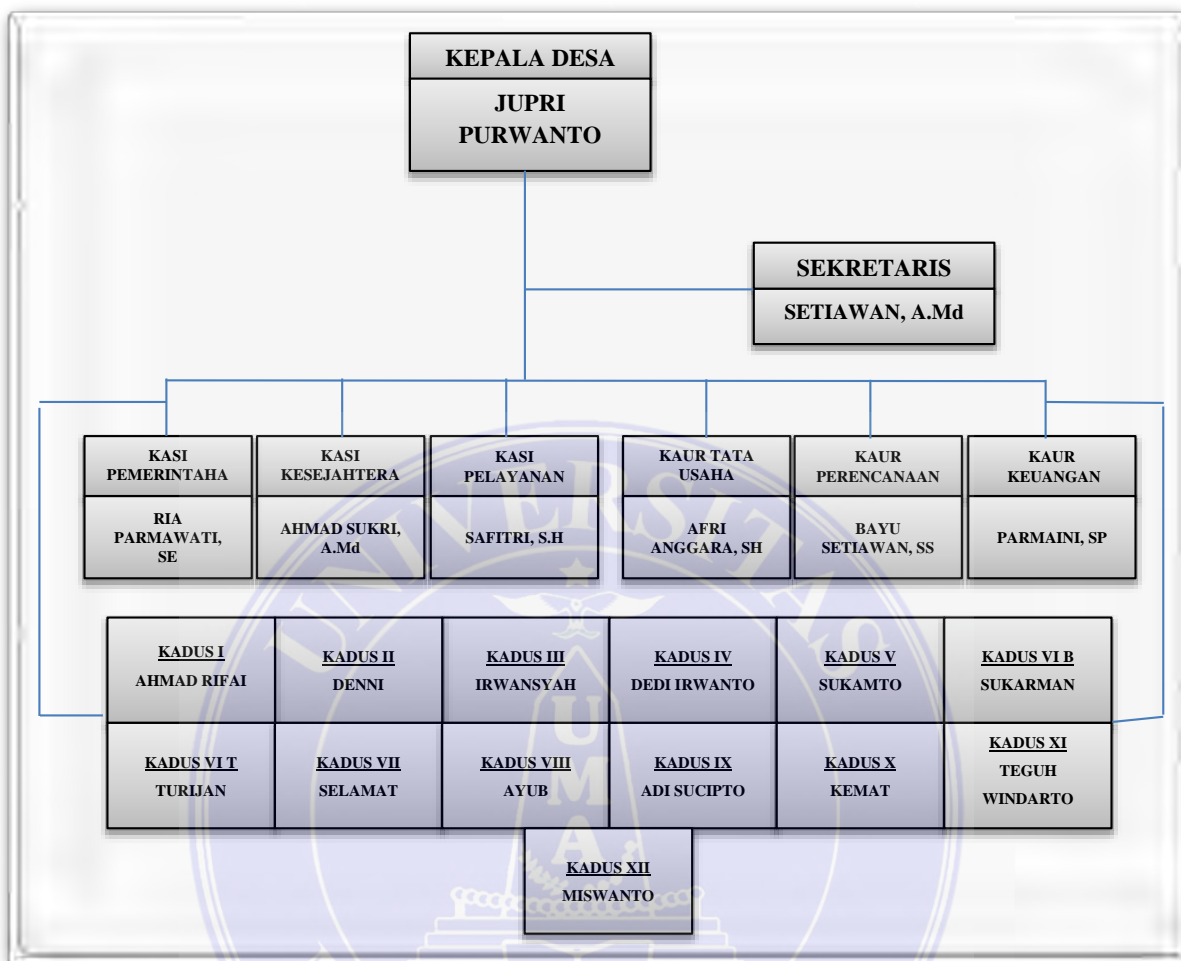 KEPALA DESA
JUPRI
PURWANTO
SEKRETARIS
SETIAWAN, A.Md
KASI
PEMERINTAHA
RIA
PARMAWATI,
SE
KASI
KESEJAHTERA
AHMAD SUKRI,
A.Md
KASI
PELAYANAN
SAFITRI, S.H
KAUR TATA
USAHA
AFRI
ANGGARA, SH
KAUR
PERENCANAAN
BAYU
SETIAWAN, SS
KAUR
KEUANGAN
PARMAINI, SP
KADUS I
AHMAD RIFAI
KADUS II
DENNI
KADUS III
IRWANSYAH
KADUS IV
DEDI IRWANTO
KADUS V
SUKAMTO
KADUS VI B
SUKARMAN
KADUS VI T
TURIJAN
KADUS VII
SELAMAT
KADUS VIII
AYUB
KADUS IX
ADI SUCIPTO
KADUS X
KEMAT
KADUS XI
TEGUH
WINDARTO
KADUS XII
MISWANTO
UNIVERSITAS
UMA